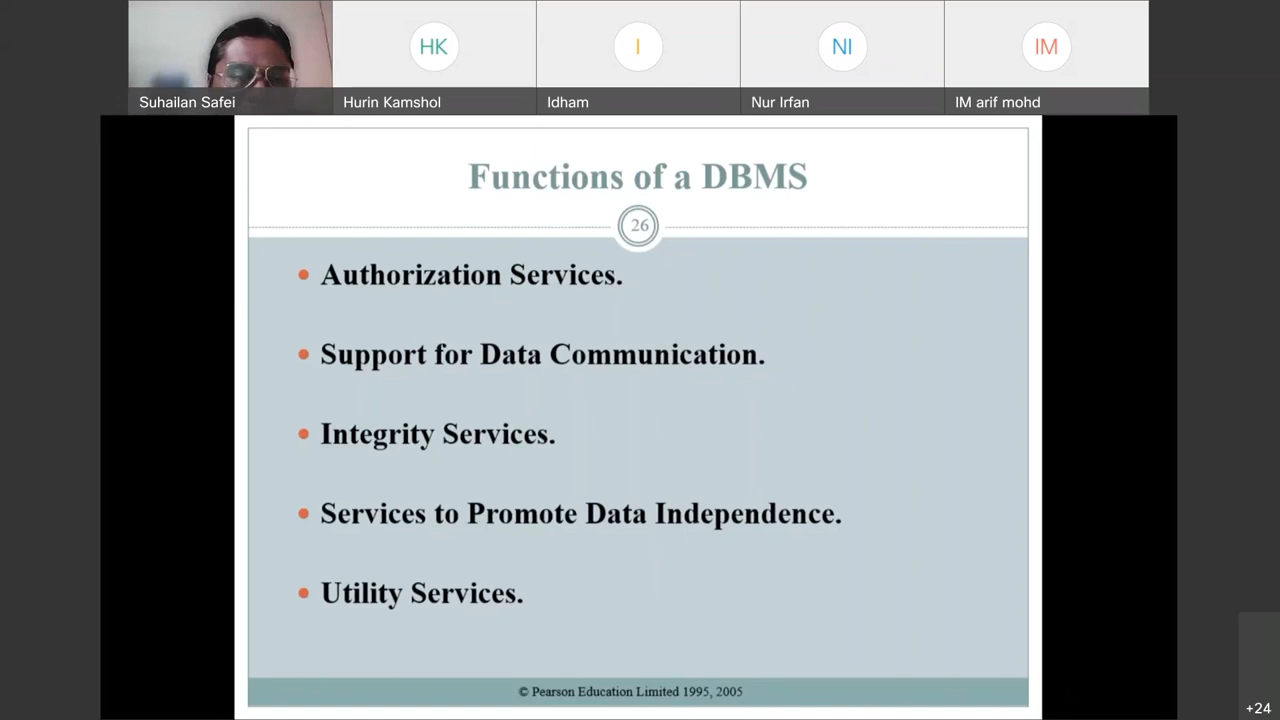 HK
I
NI
IM
Suhailan Safei
Hurin Kamshol
Idham
Nur Irfan
IM arif mohd
Functions of a DBMS
26
• Authorization Services.
• Support for Data Communication.
• Integrity Services.
• Services to Promote Data Independence.
• Utility Services.
© Pearson Education Limited 1995, 2005
+24